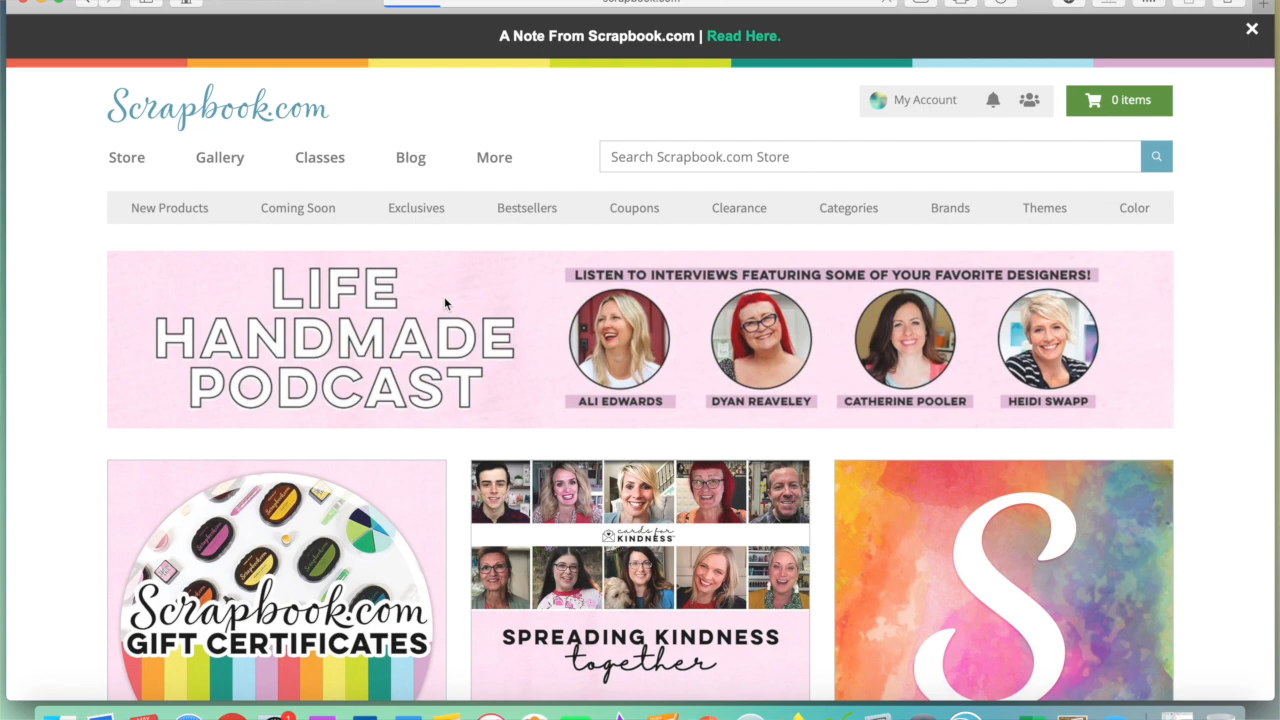 A Note From Scrapbook.com | Read Here.
Scrapbook.com
My Account
0 items
Store Gallery Classes Blog More
Search Scrapbook.com Store
New Products Coming Soon Exclusives Bestsellers Coupons Clearance Categories Brands Themes Color
LIFE
HANDMADE
PODCAST
LISTEN TO INTERVIEWS FEATURING SOME OF YOUR FAVORITE DESIGNERS!
ALI EDWARDS DYAN REAVELEY CATHERINE POOLER HEIDI SWAPP
Scrapbook.com
GIFT CERTIFICATES
cards for
KINDNESS
SPREADING KINDNESS
together
S